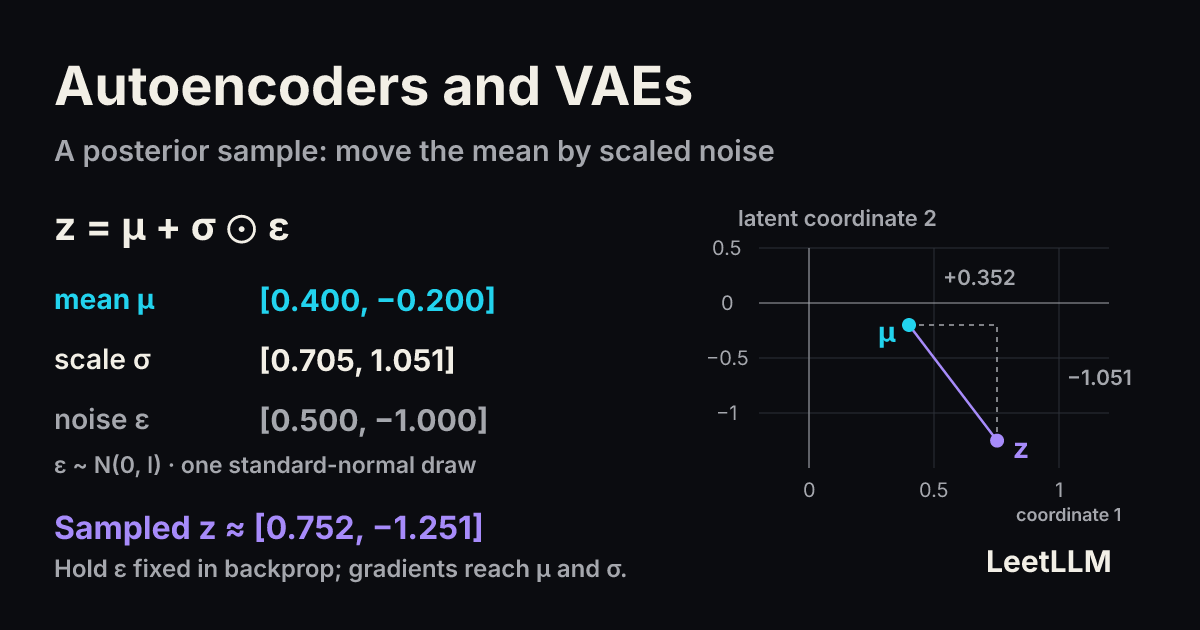 Autoencoders and VAEs
A posterior sample: move the mean by scaled noise
z = μ + σ ⊙ ε
mean μ [0.400, −0.200]
scale σ [0.705, 1.051]
noise ε [0.500, −1.000]
ε ~ N(0, I) · one standard-normal draw
Sampled z ≈ [0.752, −1.251]
Hold ε fixed in backprop; gradients reach μ and σ.
latent coordinate 2
0.5
+0.352
0
μ
−0.5
−1.051
−1
z
0 0.5 1
coordinate 1
LeetLLM